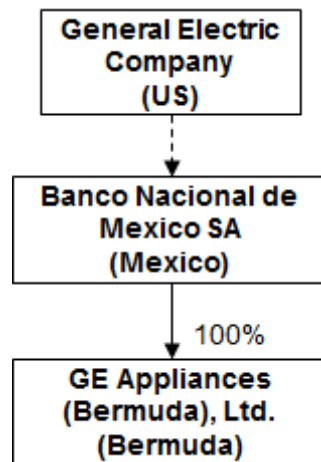 General Electric
Company
(US)
Banco Nacional de
Mexico SA
(Mexico)
100%
GE Appliances
(Bermuda), Ltd.
(Bermuda)